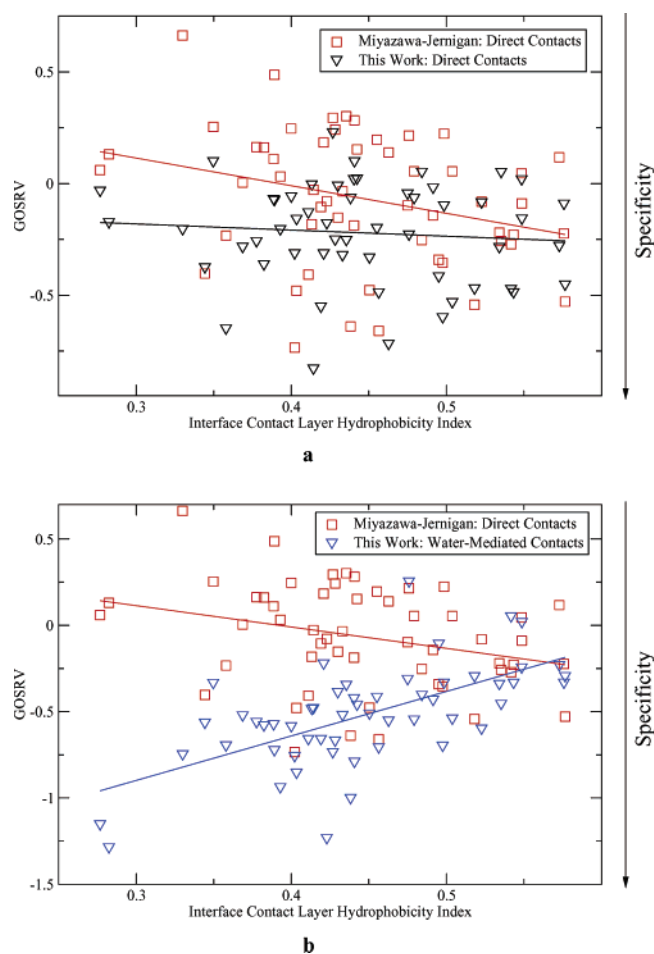 Miyazawa-Jernigan: Direct Contacts
This Work: Direct Contacts
0.5
0
-0.5
GOSRV
0.3 0.4 0.5
Interface Contact Layer Hydrophobicity Index
Specificity
a
Miyazawa-Jernigan: Direct Contacts
This Work: Water-Mediated Contacts
0.5
0
-0.5
-1
-1.5
GOSRV
0.3 0.4 0.5
Interface Contact Layer Hydrophobicity Index
Specificity
b